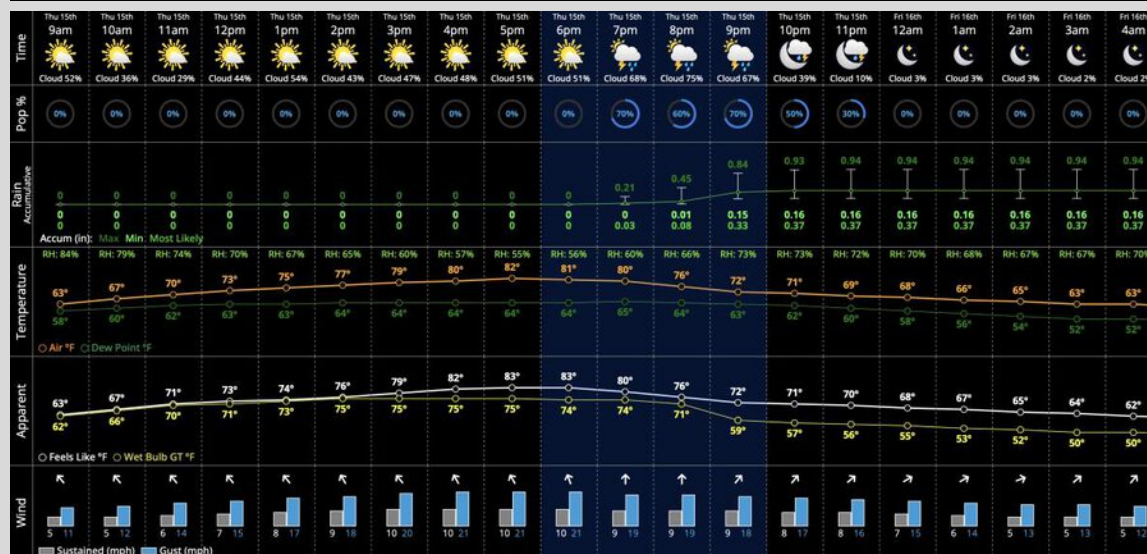 Time
Thu 15th Thu 15th Thu 15th Thu 15th Thu 15th Thu 15th Thu 15th Thu 15th Thu 15th Thu 15th Thu 15th Thu 15th Thu 15th Thu 15th Thu 15th Fri 16th Fri 16th Fri 16th Fri 16th Fri 16th
9am 10am 11am 12pm 1pm 2pm 3pm 4pm 5pm 6pm 7pm 8pm 9pm 10pm 11pm 12am 1am 2am 3am 4am
Cloud 52% Cloud 36% Cloud 29% Cloud 44% Cloud 54% Cloud 43% Cloud 47% Cloud 48% Cloud 51% Cloud 51% Cloud 68% Cloud 75% Cloud 67% Cloud 39% Cloud 10% Cloud 3% Cloud 3% Cloud 3% Cloud 2% Cloud 2%
Pop %
0% 0% 0% 0% 0% 0% 0% 0% 0% 0% 70% 60% 70% 50% 30% 0% 0% 0% 0% 0%
Rain
Accumulative
0 0 0 0 0 0 0 0 0 0 0.21 0.45 0.84 0.93 0.94 0.94 0.94 0.94 0.94 0.94
0 0 0 0 0 0 0 0 0 0 0 0.01 0.15 0.16 0.16 0.16 0.16 0.16 0.16 0.16
0 0 0 0 0 0 0 0 0 0 0.03 0.08 0.33 0.37 0.37 0.37 0.37 0.37 0.37 0.37
Accum (in): Max Min Most Likely
Temperature
RH: 84% RH: 79% RH: 74% RH: 70% RH: 67% RH: 65% RH: 60% RH: 57% RH: 55% RH: 56% RH: 60% RH: 66% RH: 73% RH: 73% RH: 72% RH: 70% RH: 68% RH: 67% RH: 67% RH: 70%
63° 67° 70° 73° 75° 77° 79° 80° 82° 81° 80° 76° 72° 71° 69° 68° 66° 65° 63° 63°
58° 60° 62° 63° 63° 64° 64° 64° 64° 64° 65° 64° 63° 62° 60° 58° 56° 54° 52° 52°
Air °F Dew Point °F
Apparent
63° 67° 71° 73° 74° 76° 79° 82° 83° 83° 80° 76° 72° 71° 70° 68° 67° 65° 64° 62°
62° 66° 70° 71° 73° 75° 75° 75° 75° 74° 74° 71° 59° 57° 56° 55° 53° 52° 50° 50°
Feels Like °F Wet Bulb GT °F
Wind
5 11 5 12 6 14 7 15 8 17 9 18 10 20 10 21 10 21 10 21 9 19 9 19 9 18 8 17 8 16 7 15 6 14 5 13 5 13 5 12
Sustained (mph) Gust (mph)